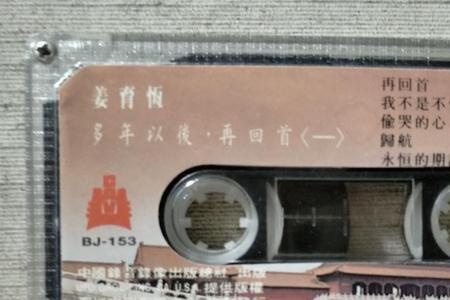 姜育恆
多年以後·再回首〈一〉
再回首
我不是不
偷哭的心
歸航
永恒的期
BJ-153
中國錄音錄像出版總社 出版
U.S.A. 提供版權